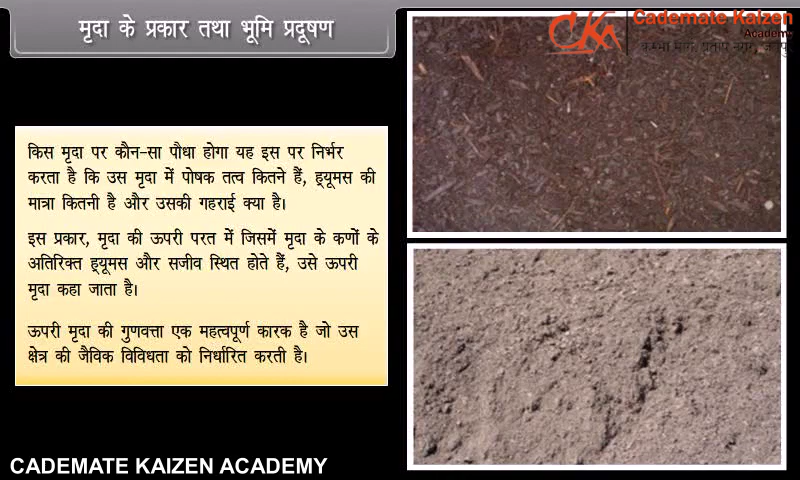 मृदा के प्रकार तथा भूमि प्रदूषण
Cademate Kaizen
Academy
CKA
किस मृदा पर कौन-सा पौधा होगा यह इस पर निर्भर
करता है कि उस मृदा में पोषक तत्व कितने हैं, ह्यूमस की
मात्रा कितनी है और उसकी गहराई क्या है।
इस प्रकार, मृदा की ऊपरी परत में जिसमें मृदा के कणों के
अतिरिक्त ह्यूमस और सजीव स्थित होते हैं, उसे ऊपरी
मृदा कहा जाता है।
ऊपरी मृदा की गुणवत्ता एक महत्वपूर्ण कारक है जो उस
क्षेत्र की जैविक विविधता को निर्धारित करती है।
CADEMATE KAIZEN ACADEMY